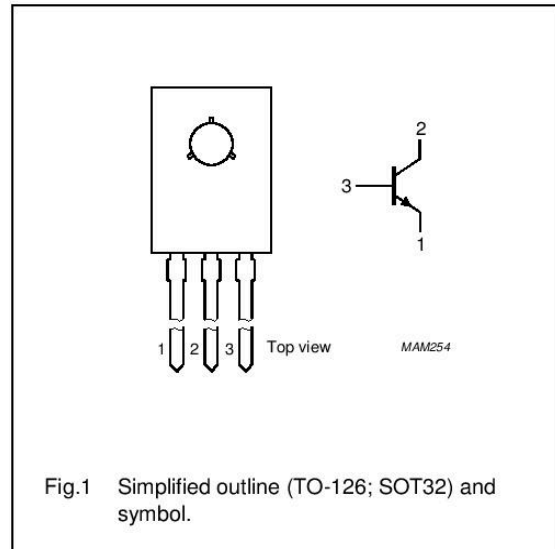 2
3
1
1 2 3 Top view MAM254
Fig.1 Simplified outline (TO-126; SOT32) and
symbol.